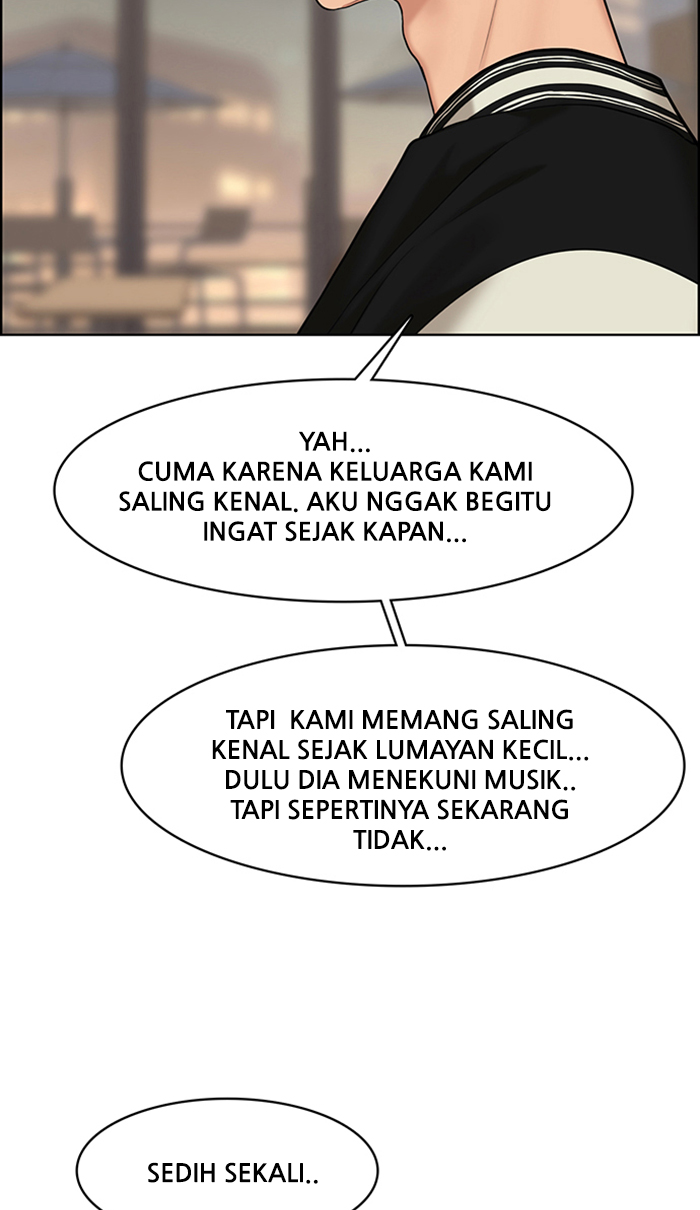 YAH...
CUMA KARENA KELUARGA KAMI
SALING KENAL. AKU NGGAK BEGITU
INGAT SEJAK KAPAN...
TAPI  KAMI MEMANG SALING
KENAL SEJAK LUMAYAN KECIL...
DULU DIA MENEKUNI MUSIK..
TAPI SEPERTINYA SEKARANG
TIDAK...
SEDIH SEKALI..